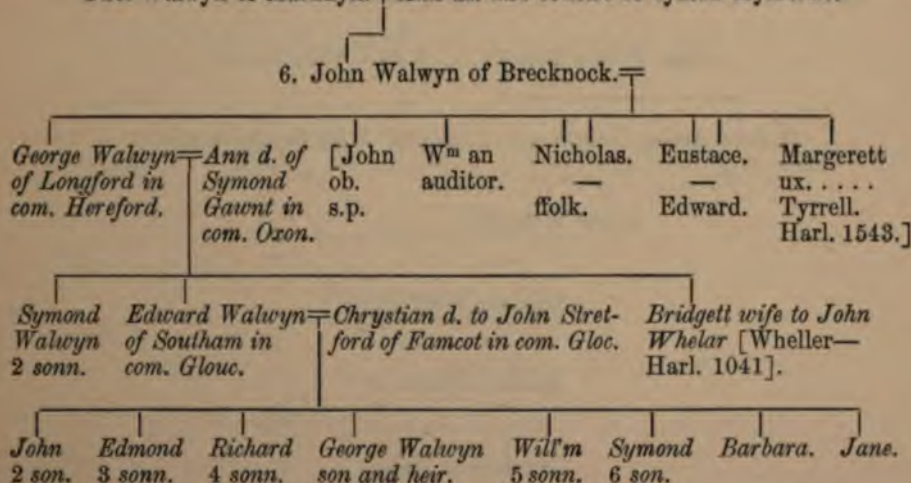 6. John Walwyn of Brecknock.
George Walwyn
of Longford in
com. Hereford.
Ann d. of
Symond
Gawnt in
com. Oxon.
[John
ob.
s.p.
Wm an
auditor.
Nicholas.
—
ffolk.
Eustace.
—
Edward.
Margerett
ux. . . . .
Tyrrell.
Harl. 1543.]
Symond
Walwyn
2 sonn.
Edward Walwyn
of Southam in
com. Glouc.
Chrystian d. to John Stret-
ford of Famcot in com. Gloc.
Bridgett wife to John
Whelar [Wheller—
Harl. 1041].
John
2 son.
Edmond
3 sonn.
Richard
4 sonn.
George Walwyn
son and heir.
Will'm
5 sonn.
Symond
6 son.
Barbara.
Jane.